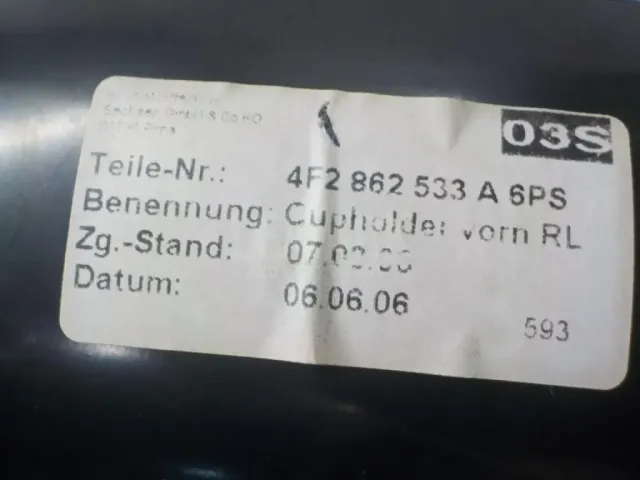 03S
Teile-Nr.: 4F2 862 533 A 6PS
Benennung: Cupholder vorn RL
Zg.-Stand:
Datum: 06.06.06
593